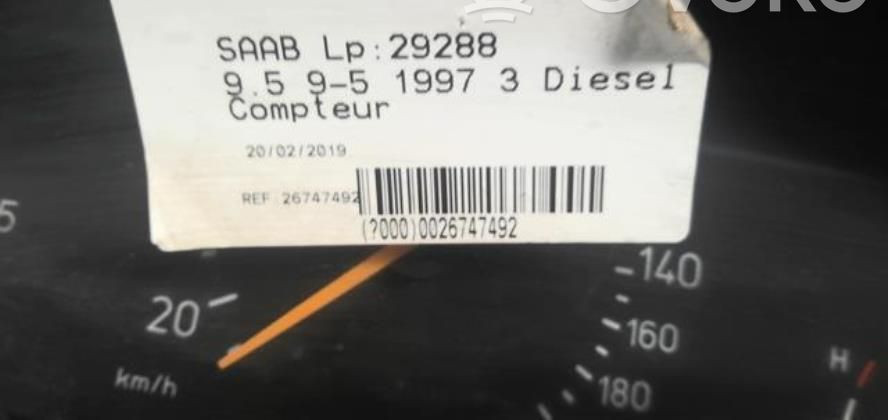 SAAB Lp:29288
9.5 9-5 1997 3 Diesel
Compteur
20/02/2019
REF 26747492
(?000)0026747492
5
20
km/h
140
160
180
H